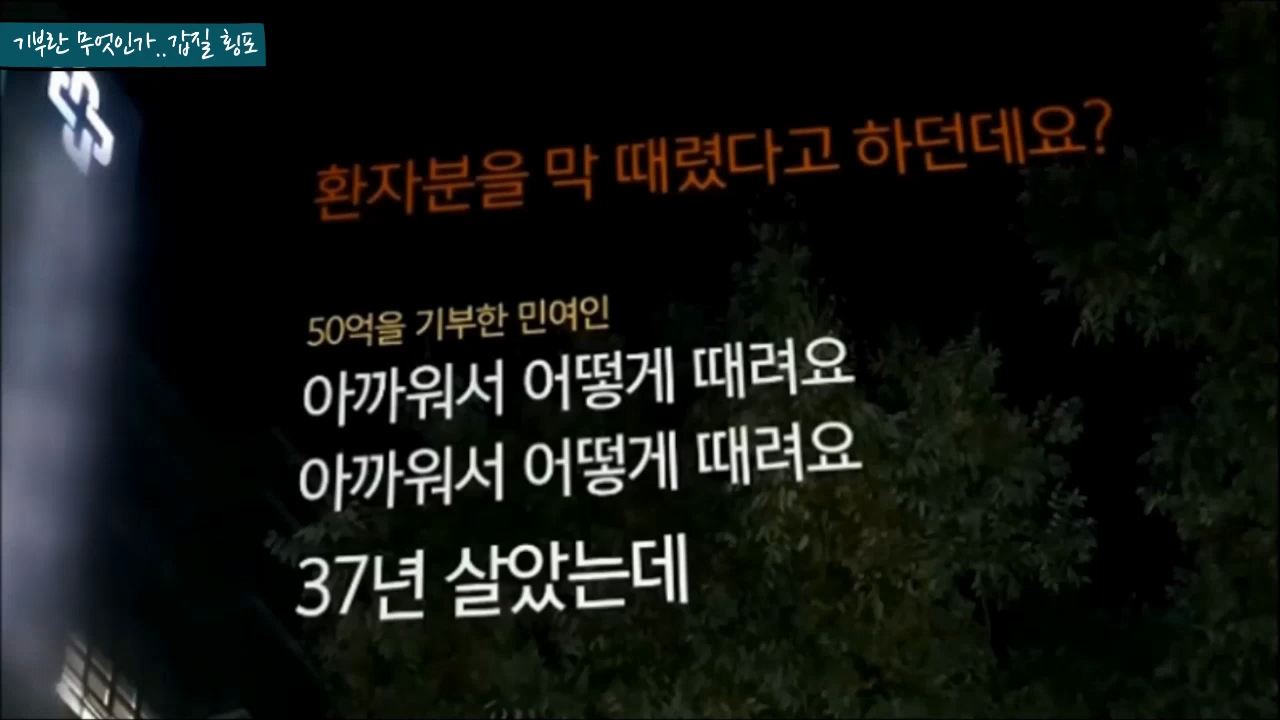 기부란 무엇인가..갑질 횡포
환자분을 막 때렸다고 하던데요?
50억을 기부한 민여인
아까워서 어떻게 때려요
아까워서 어떻게 때려요
37년 살았는데